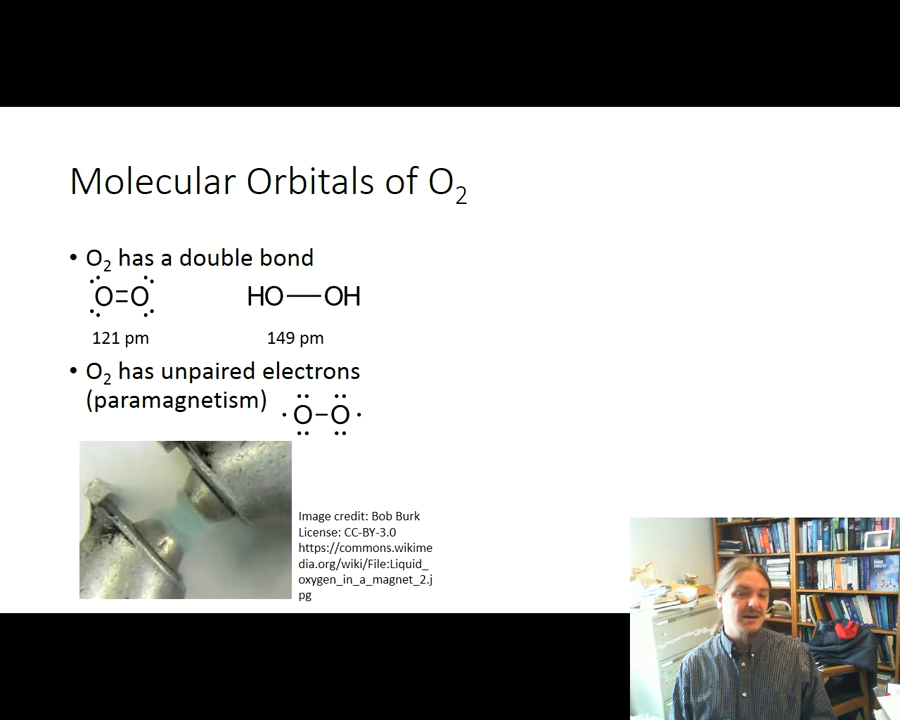 Molecular Orbitals of O₂
• O₂ has a double bond
O=O
HO—OH
121 pm
149 pm
• O₂ has unpaired electrons
(paramagnetism)
·O–O·
Image credit: Bob Burk
License: CC-BY-3.0
https://commons.wikime
dia.org/wiki/File:Liquid_
oxygen_in_a_magnet_2.j
pg